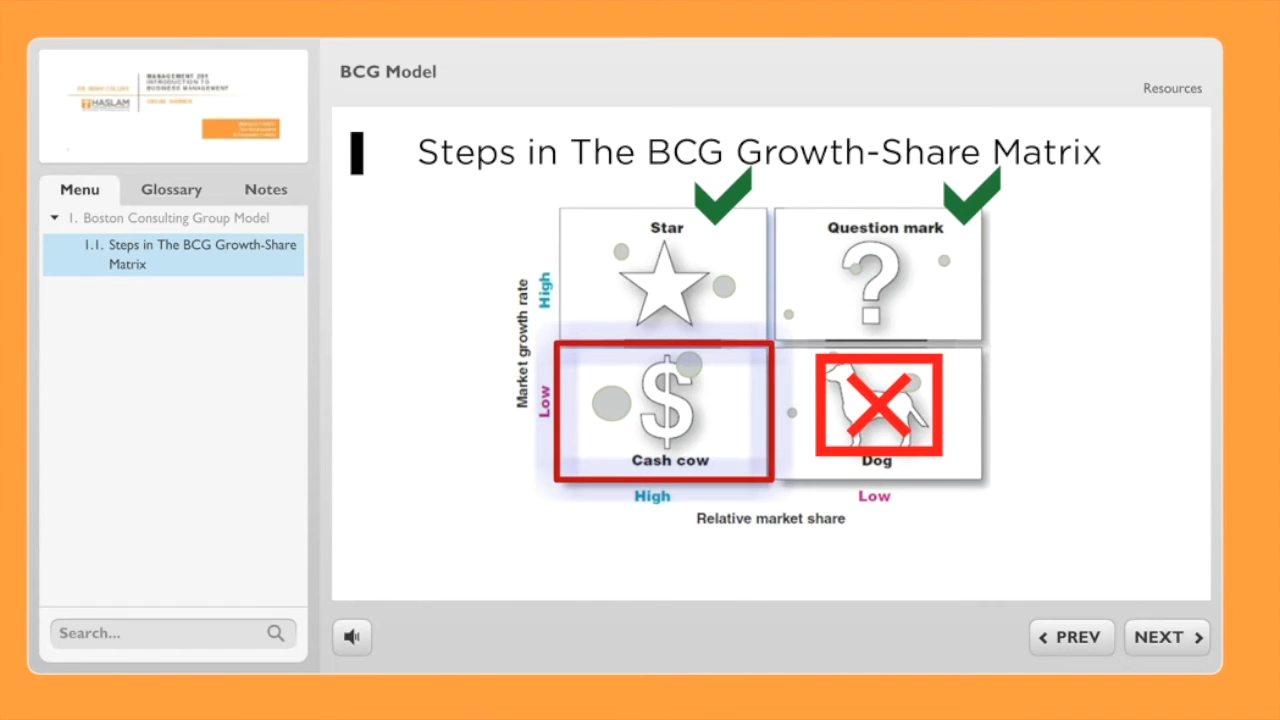 MANAGEMENT 201
INTRODUCTION TO
BUSINESS MANAGEMENT
HASLAM
BCG Model
Resources
Menu
Glossary
Notes
1. Boston Consulting Group Model
1.1. Steps in The BCG Growth-Share
Matrix
Steps in The BCG Growth-Share Matrix
Star
Question mark
Market growth rate
High
Low
$
?
Cash cow
Dog
High
Low
Relative market share
Search...
PREV
NEXT